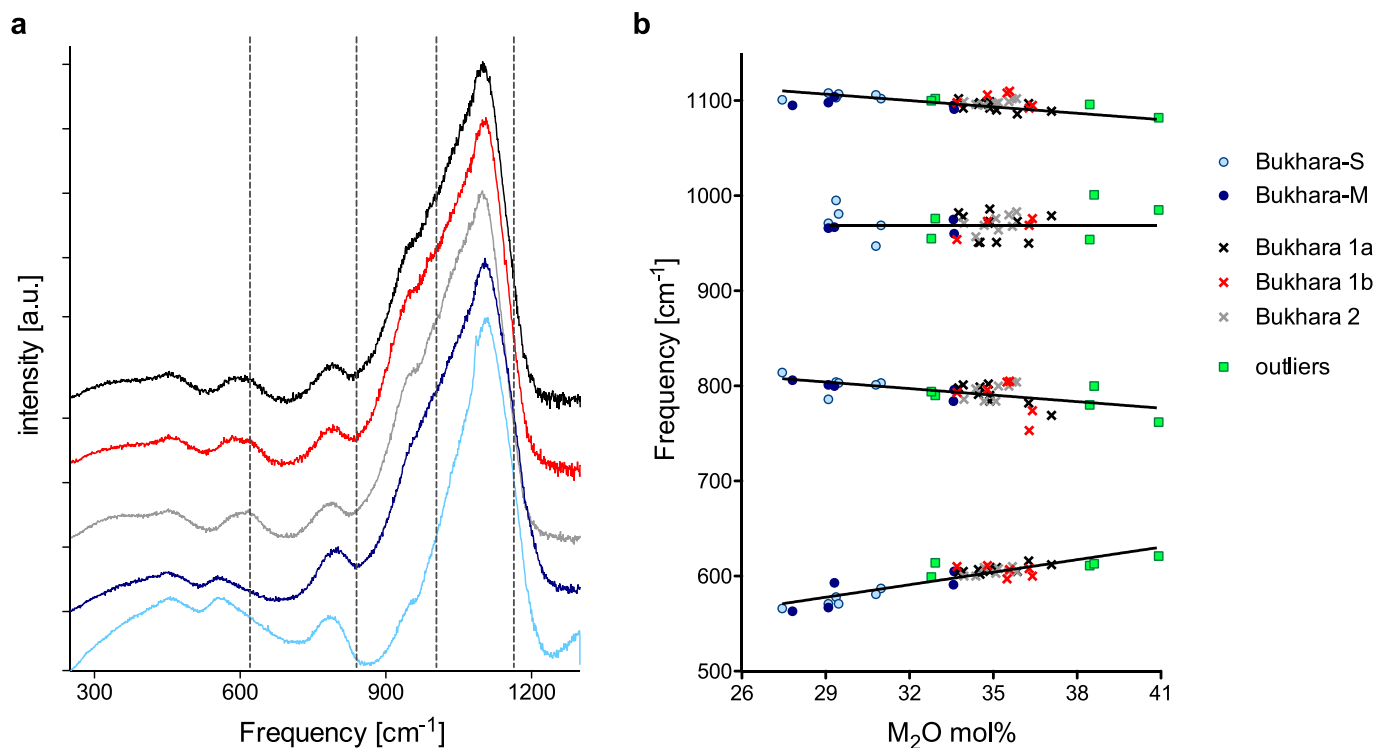 a
intensity [a.u.]
300 600 900 1200
Frequency [cm-1]
b
Frequency [cm-1]
1100
1000
900
800
700
600
500
26 29 32 35 38 41
M2O mol%
Bukhara-S
Bukhara-M
Bukhara 1a
Bukhara 1b
Bukhara 2
outliers